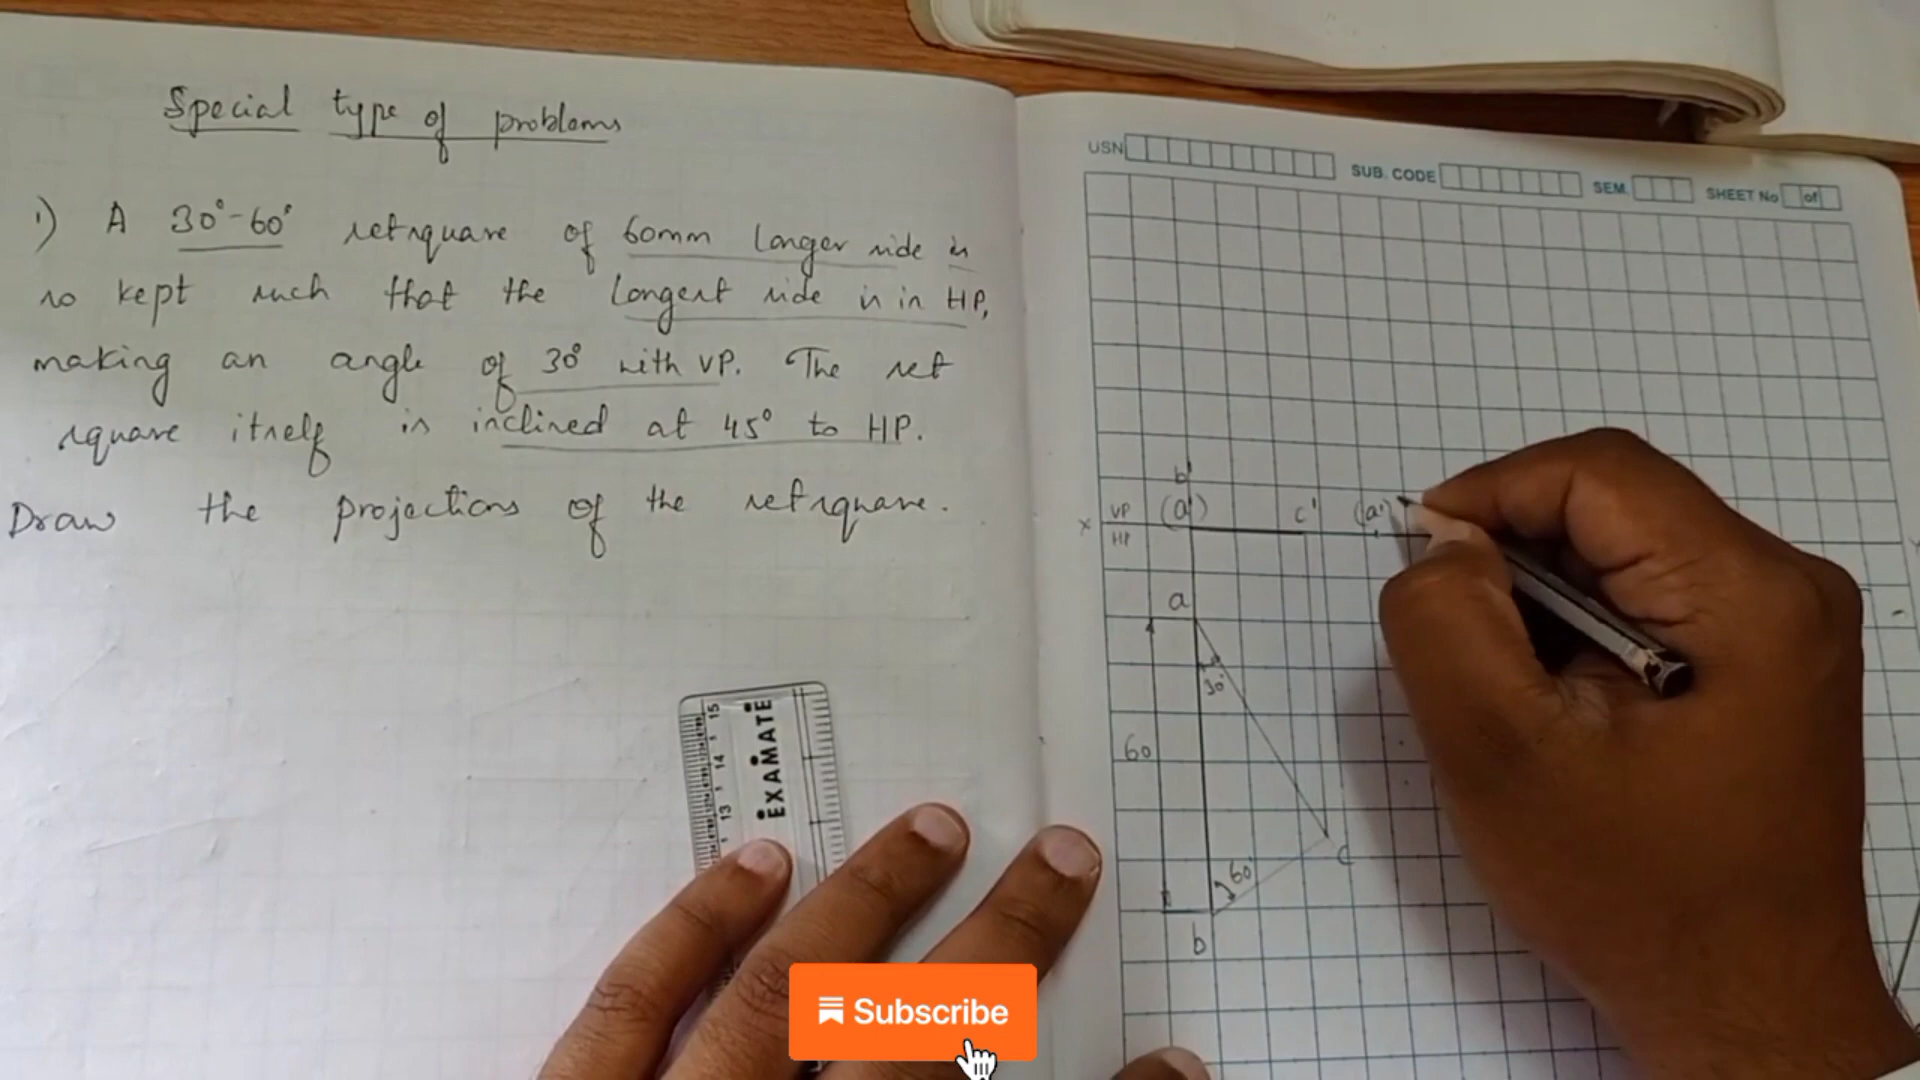 Special type of problems
1) A 30°-60° setsquare of 60mm longer side is
so kept such that the longest side is in HP,
making an angle of 30° with VP. The set
square itself is inclined at 45° to HP.
Draw the projections of the setsquare.
USN
SUB. CODE
SEM.
SHEET No of
b'
x VP (a') c' (a')
HP
a
30°
60
c
60°
b
15
14
13
EXAMATE
Subscribe